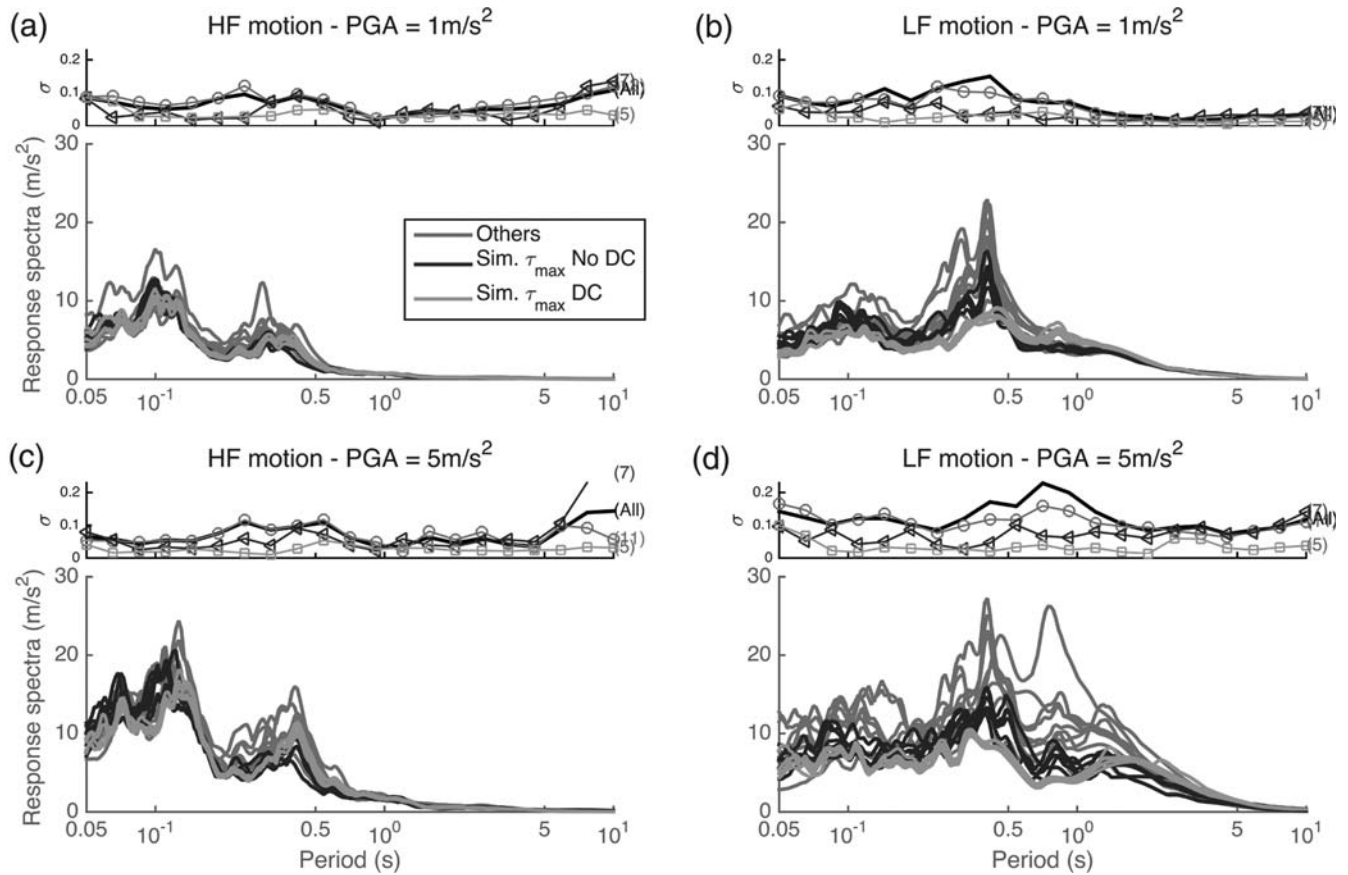 (a)
HF motion - PGA = 1m/s²
σ
0.2
0.1
0
(7)
(All)
(5)
Response spectra (m/s²)
30
20
10
0
Others
Sim. τmax No DC
Sim. τmax DC
0.05
10⁻¹
0.5
10⁰
5
10¹
(b)
LF motion - PGA = 1m/s²
0.2
0.1
0
(All)
(5)
30
20
10
0
0.05
10⁻¹
0.5
10⁰
5
10¹
(c)
HF motion - PGA = 5m/s²
σ
0.2
0.1
0
(7)
(All)
(11)
(5)
Response spectra (m/s²)
30
20
10
0
0.05
10⁻¹
0.5
10⁰
5
10¹
Period (s)
(d)
LF motion - PGA = 5m/s²
0.2
0.1
0
(7)
(All)
(5)
30
20
10
0
0.05
10⁻¹
0.5
10⁰
5
10¹
Period (s)